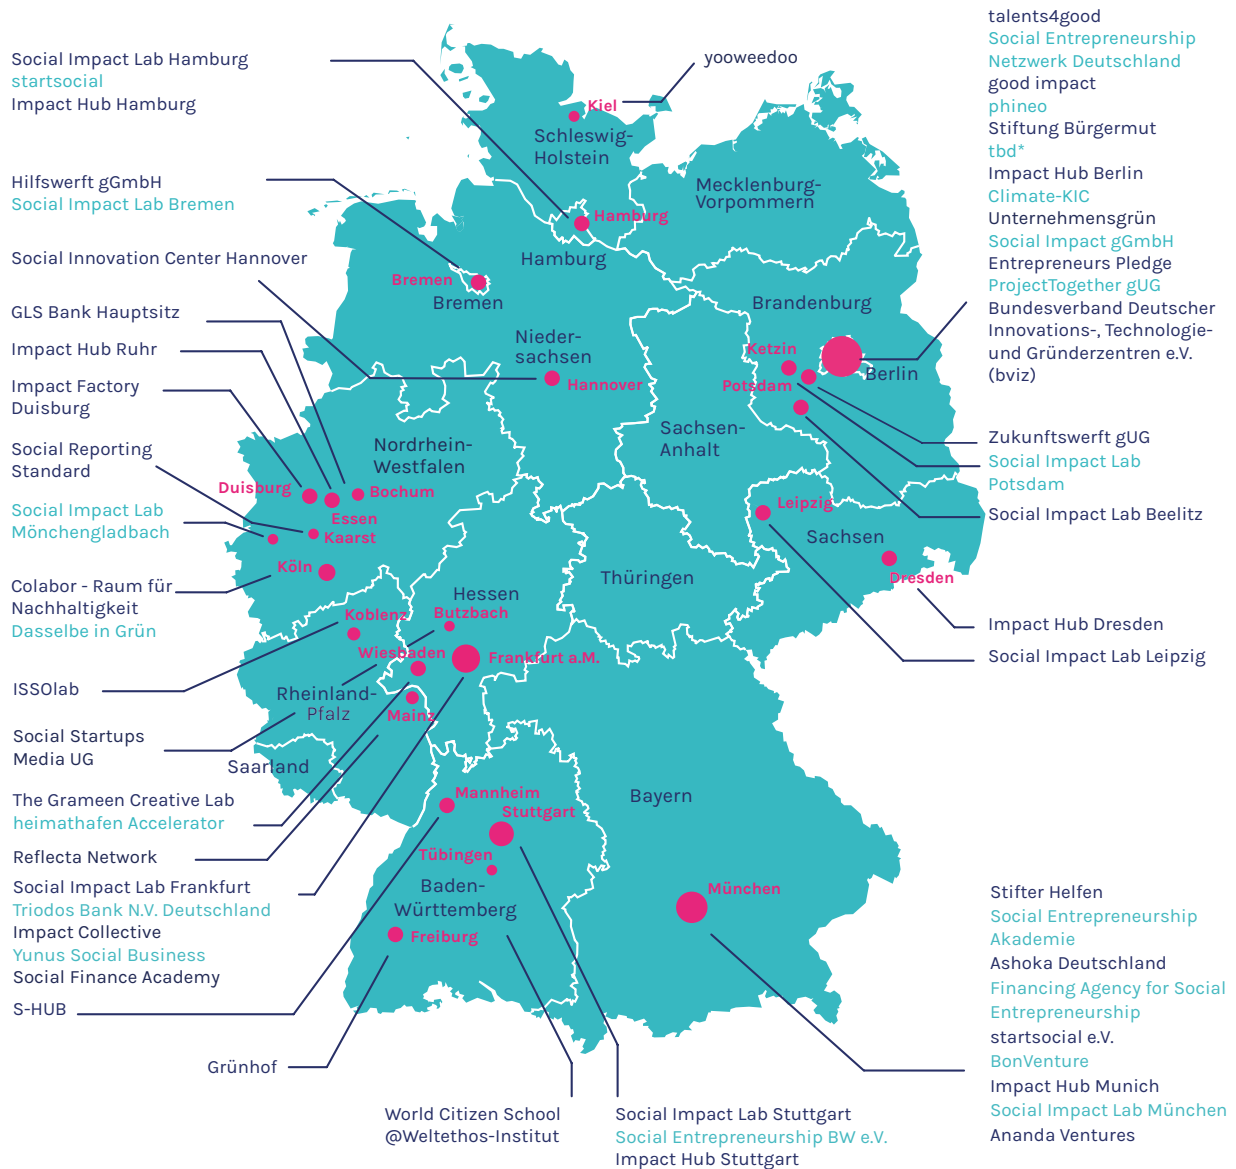 Social Impact Lab Hamburg
startsocial
Impact Hub Hamburg
Hilfswerft gGmbH
Social Impact Lab Bremen
Social Innovation Center Hannover
GLS Bank Hauptsitz
Impact Hub Ruhr
Impact Factory
Duisburg
Social Reporting
Standard
Social Impact Lab
Mönchengladbach
Colabor - Raum für
Nachhaltigkeit
Dasselbe in Grün
ISSOlab
Social Startups
Media UG
The Grameen Creative Lab
heimathafen Accelerator
Reflecta Network
Social Impact Lab Frankfurt
Triodos Bank N.V. Deutschland
Impact Collective
Yunus Social Business
Social Finance Academy
S-HUB
Grünhof
World Citizen School
@Weltethos-Institut
Social Impact Lab Stuttgart
Social Entrepreneurship BW e.V.
Impact Hub Stuttgart
yooweedoo
Kiel
Schleswig-
Holstein
Mecklenburg-
Vorpommern
Hamburg
Hamburg
Bremen
Bremen
Brandenburg
Nieder-
sachsen
Hannover
Ketzin
Potsdam
Berlin
Sachsen-
Anhalt
Nordrhein-
Westfalen
Duisburg
Bochum
Essen
Kaarst
Köln
Leipzig
Sachsen
Dresden
Thüringen
Hessen
Koblenz
Butzbach
Wiesbaden
Frankfurt a.M.
Rheinland-
Pfalz
Mainz
Saarland
Mannheim
Stuttgart
Tübingen
Baden-
Württemberg
Freiburg
Bayern
München
talents4good
Social Entrepreneurship
Netzwerk Deutschland
good impact
phineo
Stiftung Bürgermut
tbd*
Impact Hub Berlin
Climate-KIC
Unternehmensgrün
Social Impact gGmbH
Entrepreneurs Pledge
ProjectTogether gUG
Bundesverband Deutscher
Innovations-, Technologie-
und Gründerzentren e.V.
(bviz)
Zukunftswerft gUG
Social Impact Lab
Potsdam
Social Impact Lab Beelitz
Impact Hub Dresden
Social Impact Lab Leipzig
Stifter Helfen
Social Entrepreneurship
Akademie
Ashoka Deutschland
Financing Agency for Social
Entrepreneurship
startsocial e.V.
BonVenture
Impact Hub Munich
Social Impact Lab München
Ananda Ventures